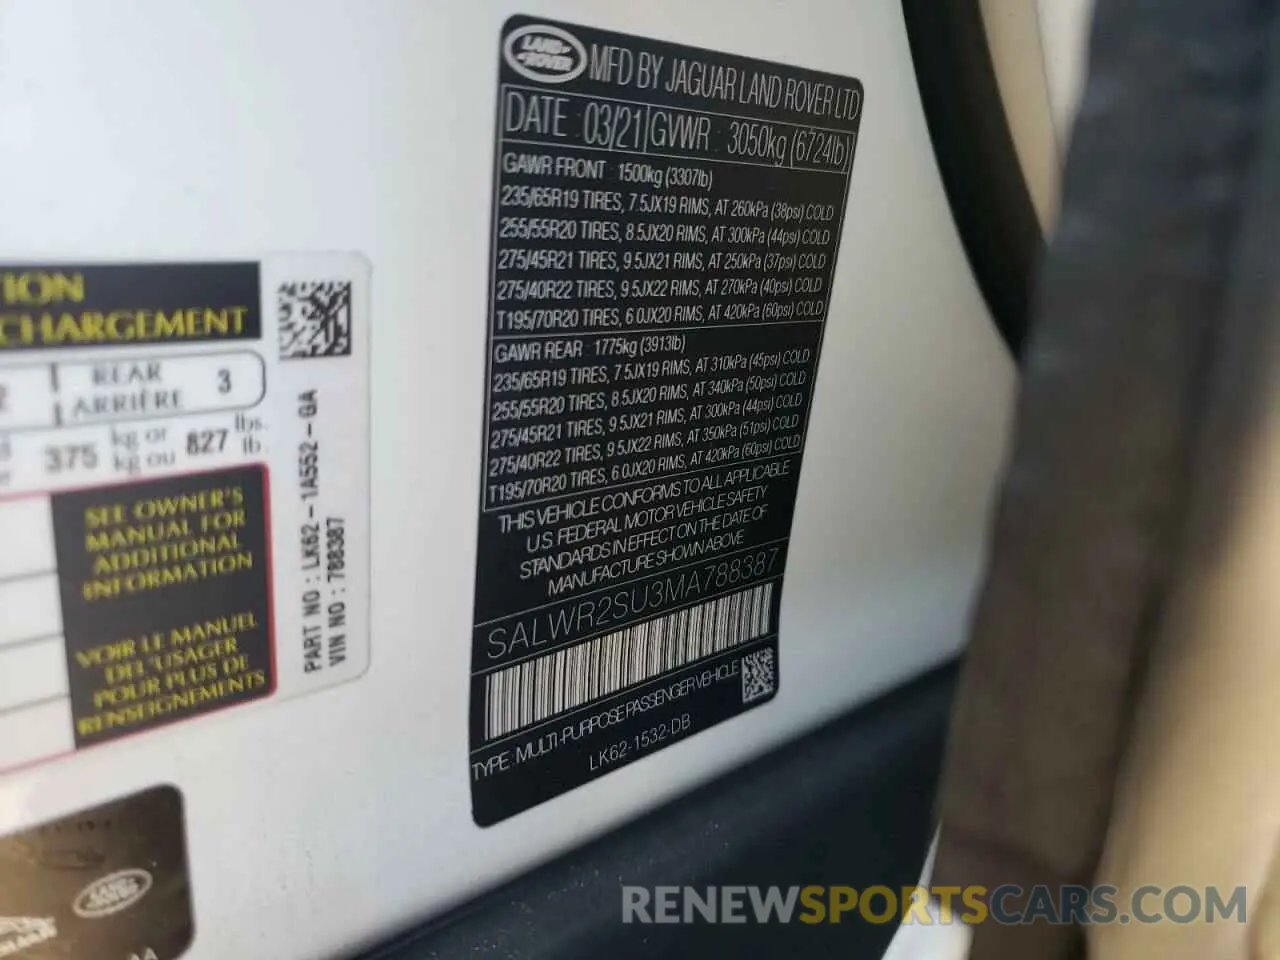 TION
CHARGEMENT
REAR
ARRIÈRE
3
375 kg or
kg ou 827 lbs.
lb.
SEE OWNER'S
MANUAL FOR
ADDITIONAL
INFORMATION
VOIR LE MANUEL
DE L'USAGER
POUR PLUS DE
RENSEIGNEMENTS
PART NO : LK62-1A552-GA
VIN NO : 788387
LAND ROVER
LAND ROVER
MFD BY JAGUAR LAND ROVER LTD
DATE : 03/21 GVWR : 3050kg (6724lb)
GAWR FRONT : 1500kg (3307lb)
235/65R19 TIRES, 7.5JX19 RIMS, AT 260kPa (38psi) COLD
255/55R20 TIRES, 8.5JX20 RIMS, AT 300kPa (44psi) COLD
275/45R21 TIRES, 9.5JX21 RIMS, AT 250kPa (37psi) COLD
275/40R22 TIRES, 9.5JX22 RIMS, AT 270kPa (40psi) COLD
T195/70R20 TIRES, 6.0JX20 RIMS, AT 420kPa (60psi) COLD
GAWR REAR : 1775kg (3913lb)
235/65R19 TIRES, 7.5JX19 RIMS, AT 310kPa (45psi) COLD
255/55R20 TIRES, 8.5JX20 RIMS, AT 340kPa (50psi) COLD
275/45R21 TIRES, 9.5JX21 RIMS, AT 300kPa (44psi) COLD
275/40R22 TIRES, 9.5JX22 RIMS, AT 350kPa (51psi) COLD
T195/70R20 TIRES, 6.0JX20 RIMS, AT 420kPa (60psi) COLD
THIS VEHICLE CONFORMS TO ALL APPLICABLE
U.S. FEDERAL MOTOR VEHICLE SAFETY
STANDARDS IN EFFECT ON THE DATE OF
MANUFACTURE SHOWN ABOVE
SALWR2SU3MA788387
TYPE : MULTI-PURPOSE PASSENGER VEHICLE
LK62-1532-DB
RENEWSPORTSCARS.COM